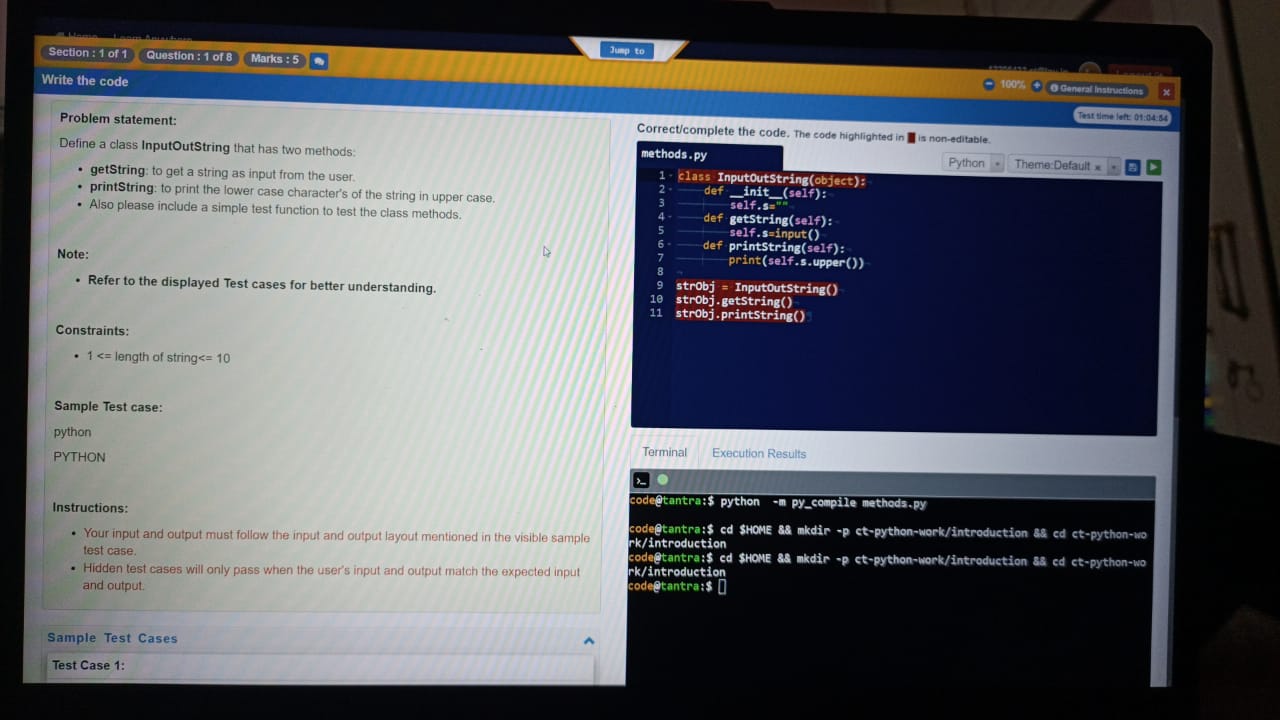 Home Learn Anywhere
Section : 1 of 1 Question : 1 of 8 Marks : 5
Jump to
100% General Instructions
Write the code
Test time left: 01:04:54
Problem statement:
Define a class InputOutString that has two methods:
• getString: to get a string as input from the user.
• printString: to print the lower case character's of the string in upper case.
• Also please include a simple test function to test the class methods.
Note:
• Refer to the displayed Test cases for better understanding.
Constraints:
• 1 <= length of string<= 10
Sample Test case:
python
PYTHON
Instructions:
• Your input and output must follow the input and output layout mentioned in the visible sample
test case.
• Hidden test cases will only pass when the user's input and output match the expected input
and output.
Sample Test Cases
Test Case 1:
Correct/complete the code. The code highlighted in is non-editable.
methods.py
Python Theme:Default ×
1 class InputOutString(object):
2 def __init__(self):
3 self.s=""
4 def getString(self):
5 self.s=input()
6 def printString(self):
7 print(self.s.upper())
8
9 strObj = InputOutString()
10 strObj.getString()
11 strObj.printString()
Terminal Execution Results
code@tantra:$ python -m py_compile methods.py
code@tantra:$ cd $HOME && mkdir -p ct-python-work/introduction && cd ct-python-wo
rk/introduction
code@tantra:$ cd $HOME && mkdir -p ct-python-work/introduction && cd ct-python-wo
rk/introduction
code@tantra:$